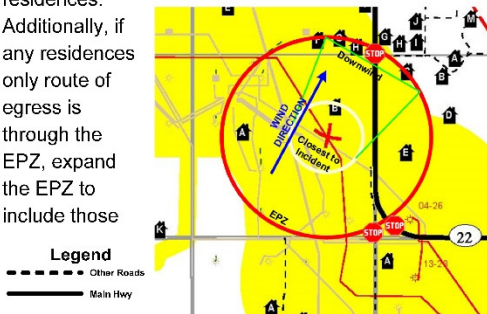 residences.
Additionally, if
any residences
only route of
egress is
through the
EPZ, expand
the EPZ to
include those
Legend
Other Roads
Main Hwy
E
J
M
F
G
H
G
H
I
STOP
A
B
Downwind
WIND
DIRECTION
B
D
A
Closest to
Incident
E
EPZ
04-26
K
STOP
STOP
22
A
13-23
A
A